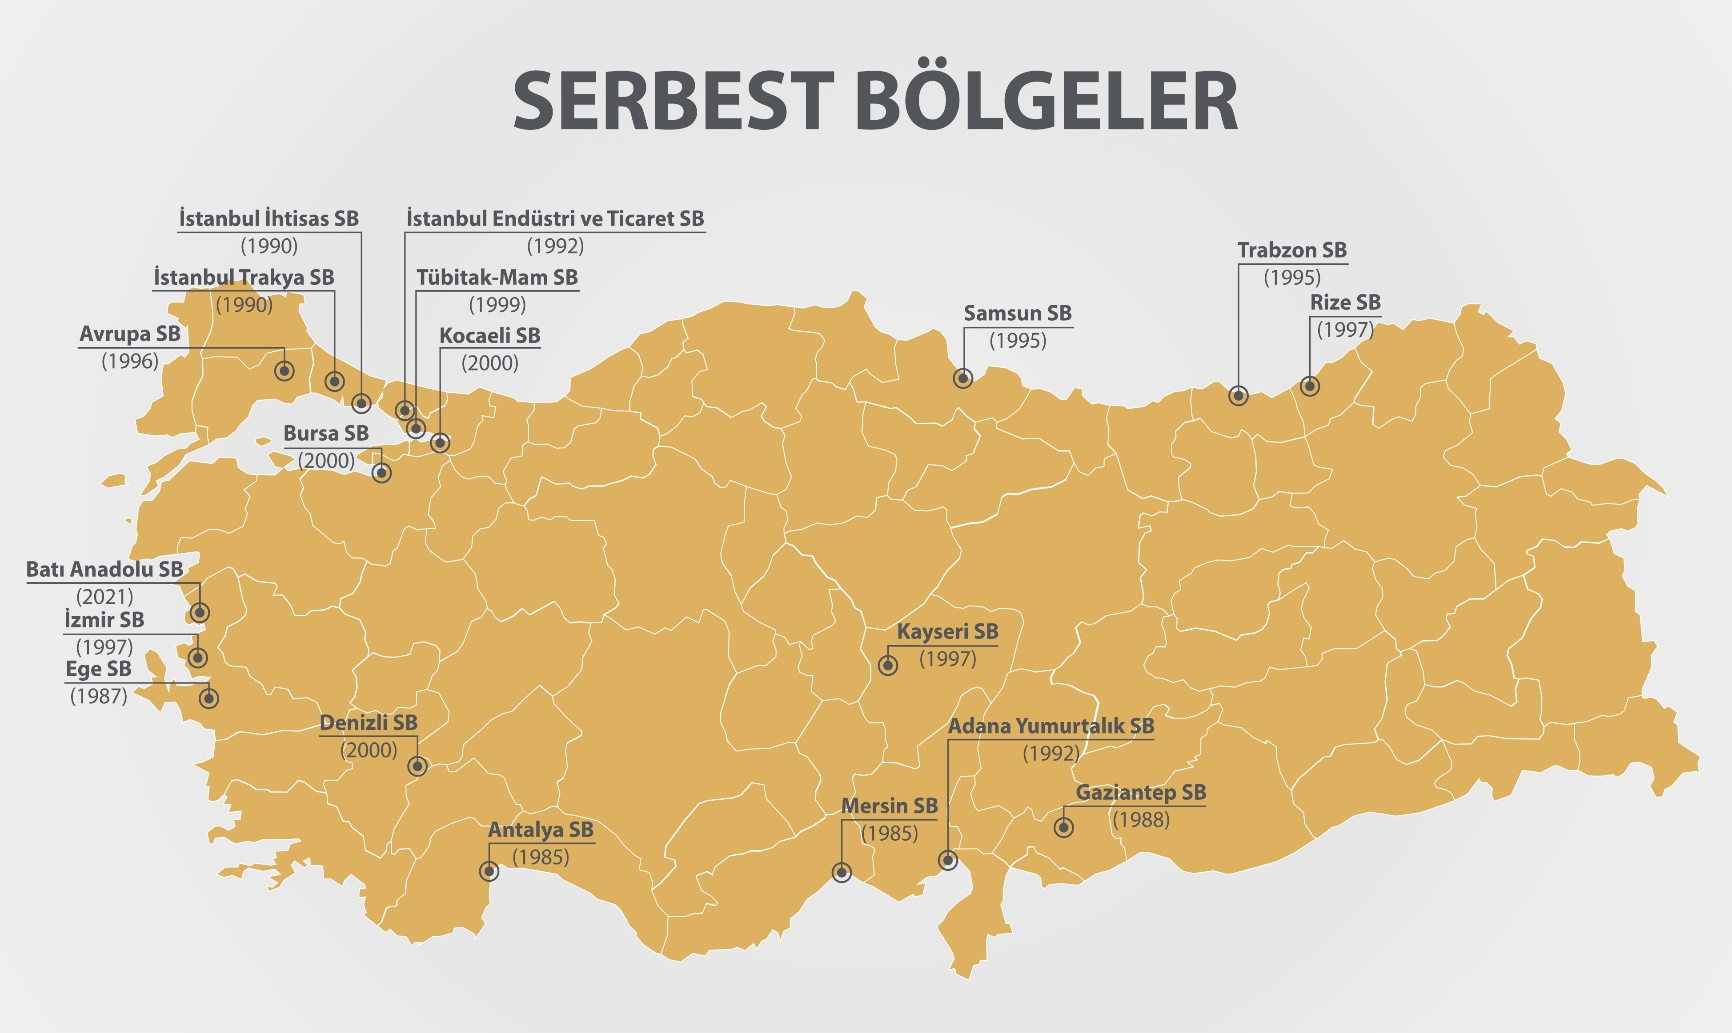 SERBEST BÖLGELER
İstanbul İhtisas SB
(1990)
İstanbul Endüstri ve Ticaret SB
(1992)
İstanbul Trakya SB
(1990)
Tübitak-Mam SB
(1999)
Avrupa SB
(1996)
Kocaeli SB
(2000)
Trabzon SB
(1995)
Rize SB
(1997)
Samsun SB
(1995)
Bursa SB
(2000)
Batı Anadolu SB
(2021)
İzmir SB
(1997)
Ege SB
(1987)
Kayseri SB
(1997)
Denizli SB
(2000)
Adana Yumurtalık SB
(1992)
Gaziantep SB
(1988)
Mersin SB
(1985)
Antalya SB
(1985)